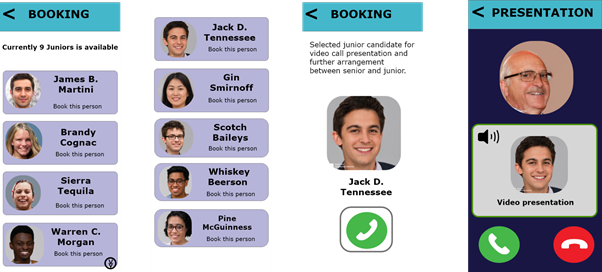 < BOOKING
Currently 9 Juniors is available
James B.
Martini
Book this person
Brandy
Cognac
Book this person
Sierra
Tequila
Book this person
Warren C.
Morgan
Book this person
Jack D.
Tennessee
Book this person
Gin
Smirnoff
Book this person
Scotch
Baileys
Book this person
Whiskey
Beerson
Book this person
Pine
McGuinness
Book this person
< BOOKING
Selected junior candidate for
video call presentation and
further arrangement
between senior and junior.
Jack D.
Tennessee
< PRESENTATION
Video presentation